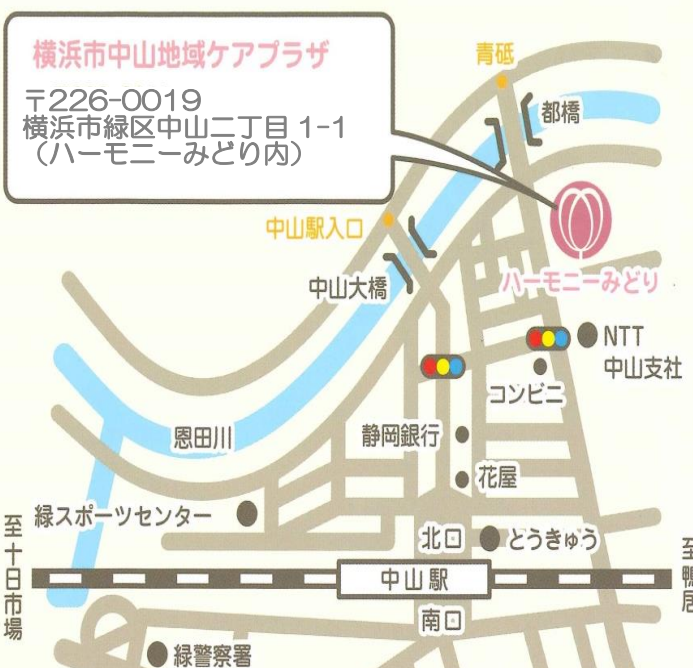 横浜市中山地域ケアプラザ
〒226-0019
横浜市緑区中山二丁目1-1
（ハーモニーみどり内）
青砥
都橋
中山駅入口
中山大橋
ハーモニーみどり
NTT
中山支社
コンビニ
恩田川
静岡銀行
花屋
緑スポーツセンター
北口
とうきゅう
至十日市場
中山駅
至鴨居
南口
緑警察署